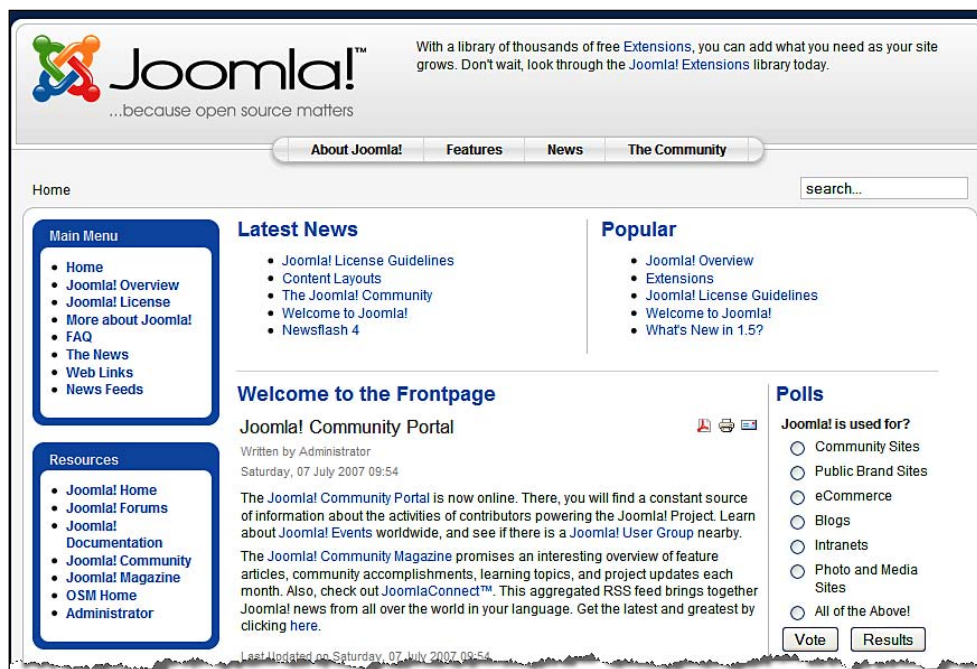 Joomla!™
...because open source matters
With a library of thousands of free Extensions, you can add what you need as your site
grows. Don't wait, look through the Joomla! Extensions library today.
About Joomla! Features News The Community
Home
search...
Main Menu
Home
Joomla! Overview
Joomla! License
More about Joomla!
FAQ
The News
Web Links
News Feeds
Resources
Joomla! Home
Joomla! Forums
Joomla!
Documentation
Joomla! Community
Joomla! Magazine
OSM Home
Administrator
Latest News
Joomla! License Guidelines
Content Layouts
The Joomla! Community
Welcome to Joomla!
Newsflash 4
Popular
Joomla! Overview
Extensions
Joomla! License Guidelines
Welcome to Joomla!
What's New in 1.5?
Welcome to the Frontpage
Joomla! Community Portal
Written by Administrator
Saturday, 07 July 2007 09:54
The Joomla! Community Portal is now online. There, you will find a constant source
of information about the activities of contributors powering the Joomla! Project. Learn
about Joomla! Events worldwide, and see if there is a Joomla! User Group nearby.
The Joomla! Community Magazine promises an interesting overview of feature
articles, community accomplishments, learning topics, and project updates each
month. Also, check out JoomlaConnect™. This aggregated RSS feed brings together
Joomla! news from all over the world in your language. Get the latest and greatest by
clicking here.
Last Updated on Saturday, 07 July 2007 09:54
Polls
Joomla! is used for?
Community Sites
Public Brand Sites
eCommerce
Blogs
Intranets
Photo and Media
Sites
All of the Above!
Vote Results